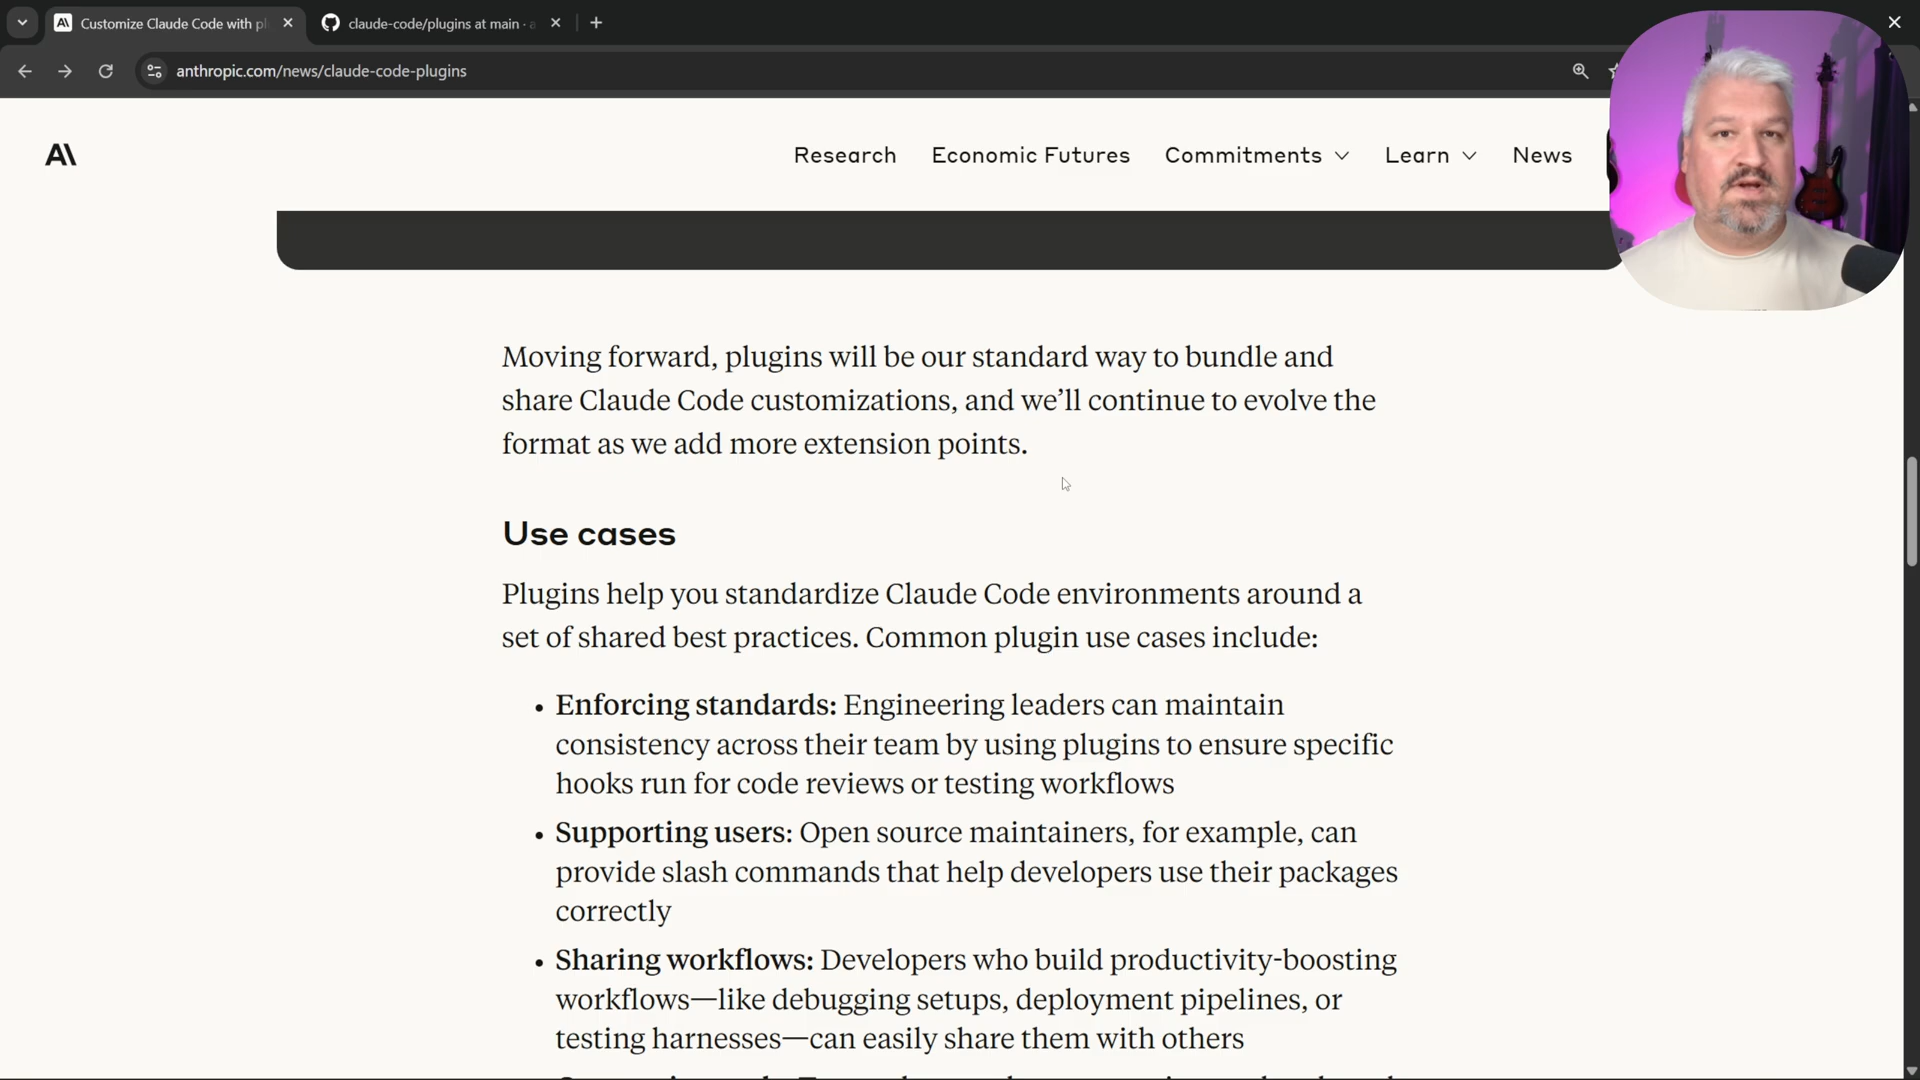 Customize Claude Code with pl
claude-code/plugins at main · a
anthropic.com/news/claude-code-plugins
Research
Economic Futures
Commitments
Learn
News
Moving forward, plugins will be our standard way to bundle and
share Claude Code customizations, and we’ll continue to evolve the
format as we add more extension points.
Use cases
Plugins help you standardize Claude Code environments around a
set of shared best practices. Common plugin use cases include:
• Enforcing standards: Engineering leaders can maintain
consistency across their team by using plugins to ensure specific
hooks run for code reviews or testing workflows
• Supporting users: Open source maintainers, for example, can
provide slash commands that help developers use their packages
correctly
• Sharing workflows: Developers who build productivity-boosting
workflows—like debugging setups, deployment pipelines, or
testing harnesses—can easily share them with others